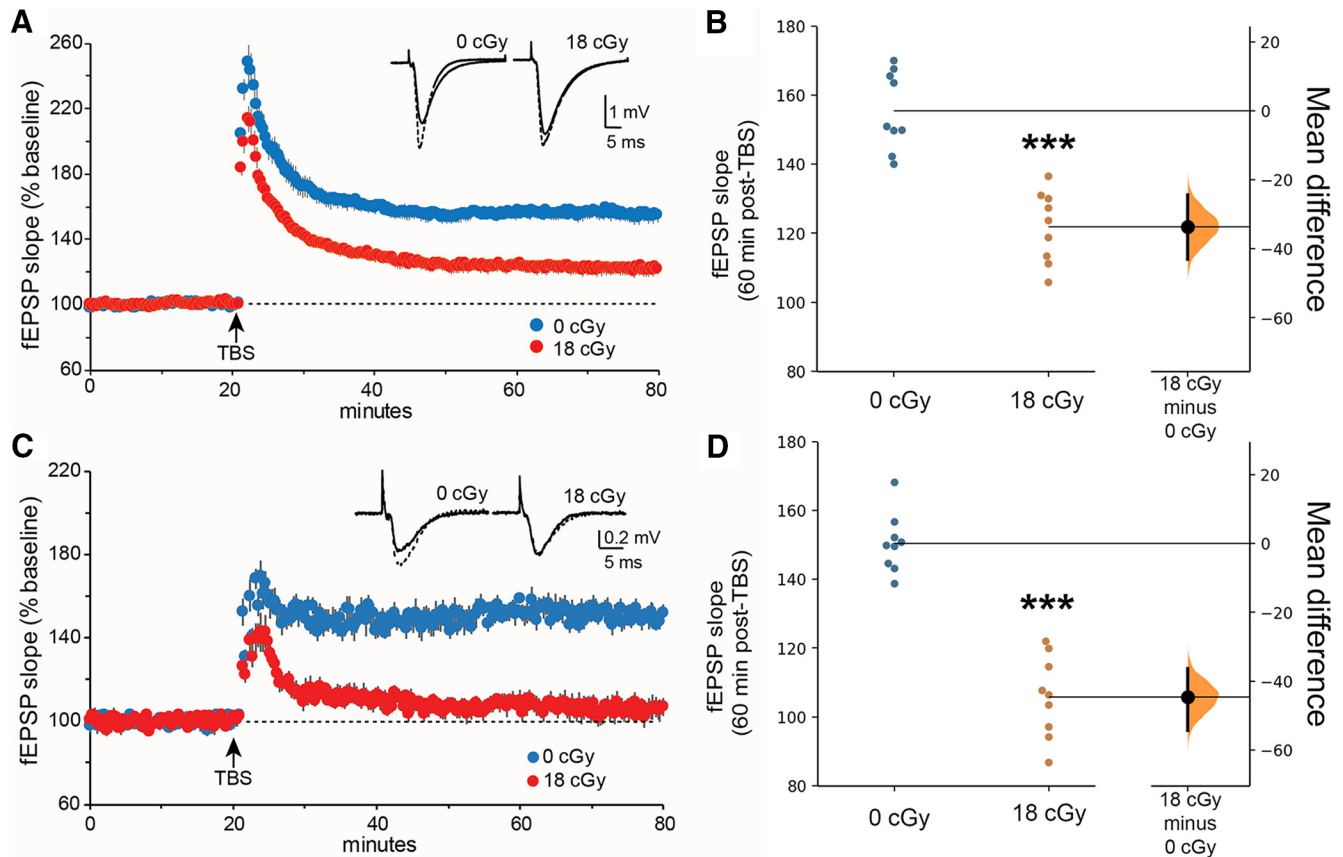 A
fEPSP slope (% baseline)
260
220
180
140
100
60
0 cGy
18 cGy
1 mV
5 ms
TBS
0 cGy
18 cGy
0
20
40
60
80
minutes
B
fEPSP slope
(60 min post-TBS)
180
160
140
120
100
80
***
0 cGy
18 cGy
18 cGy
minus
0 cGy
20
0
−20
−40
−60
Mean difference
C
fEPSP slope (% baseline)
220
180
140
100
60
0 cGy
18 cGy
0.2 mV
5 ms
TBS
0 cGy
18 cGy
0
20
40
60
80
minutes
D
fEPSP slope
(60 min post-TBS)
180
160
140
120
100
80
***
0 cGy
18 cGy
18 cGy
minus
0 cGy
20
0
−20
−40
−60
Mean difference